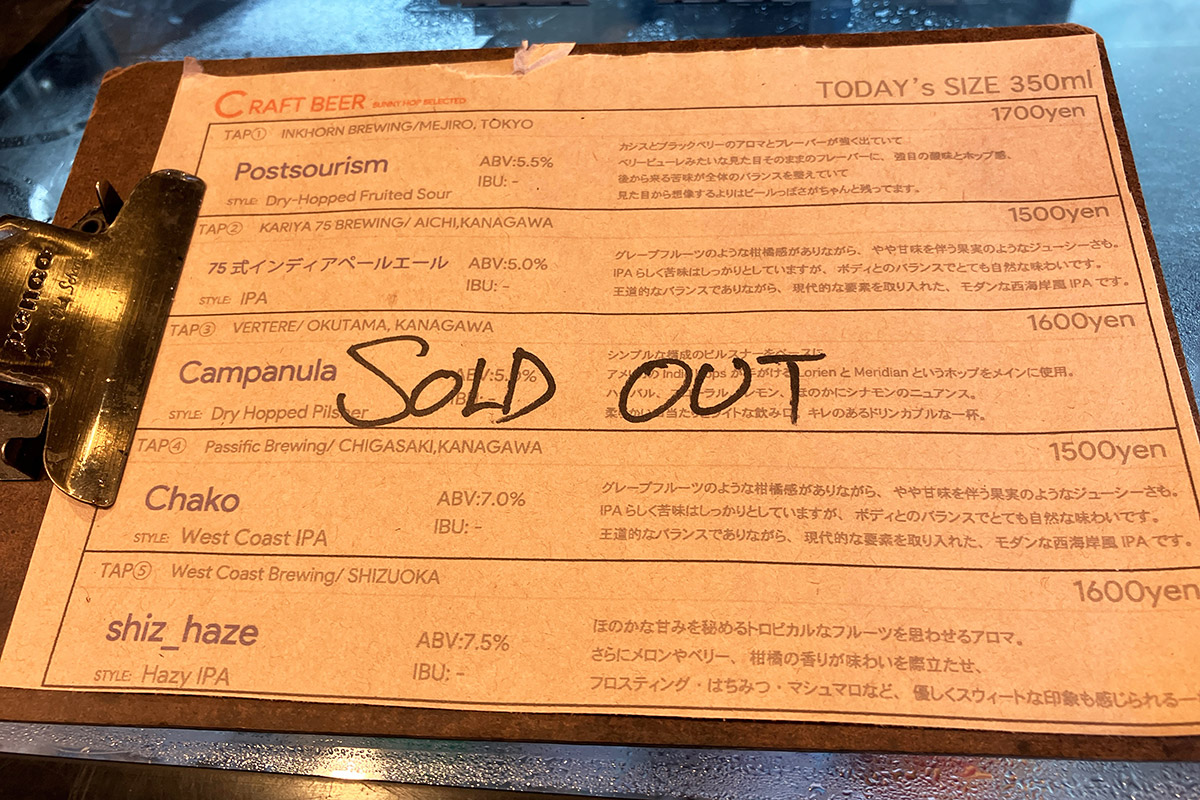 CRAFT BEER BUNNY HOP SELECTED
TODAY's SIZE 350ml
TAP① INKHORN BREWING/MEJIRO, TOKYO
1700yen
Postsourism
ABV:5.5%
IBU: -
STYLE: Dry-Hopped Fruited Sour
カシスとブラックベリーのアロマとフレーバーが強く出ていて
ベリーピューレみたいな見た目そのままのフレーバーに、強目の酸味とホップ感、
後から来る苦味が全体のバランスを整えていて
見た目から想像するよりはビールっぽさがちゃんと残ってます。
TAP② KARIYA 75 BREWING/ AICHI,KANAGAWA
1500yen
75式インディアペールエール
ABV:5.0%
IBU: -
STYLE: IPA
グレープフルーツのような柑橘感がありながら、やや甘味を伴う果実のようなジューシーさも。
IPAらしく苦味はしっかりとしていますが、ボディとのバランスでとても自然な味わいです。
王道的なバランスでありながら、現代的な要素を取り入れた、モダンな西海岸風IPAです。
TAP③ VERTERE/ OKUTAMA, KANAGAWA
1600yen
Campanula
STYLE: Dry Hopped Pilsner
シンプルな構成のピルスナーをベースに
アメリカの Hops が手がける Lorien と Meridian というホップをメインに使用。
レモン、ほのかにシナモンのニュアンス。
ライトな飲み口、キレのあるドリンカブルな一杯。
SOLD OUT
TAP④ Passific Brewing/ CHIGASAKI,KANAGAWA
1500yen
Chako
ABV:7.0%
IBU: -
STYLE: West Coast IPA
グレープフルーツのような柑橘感がありながら、やや甘味を伴う果実のようなジューシーさも。
IPAらしく苦味はしっかりとしていますが、ボディとのバランスでとても自然な味わいです。
王道的なバランスでありながら、現代的な要素を取り入れた、モダンな西海岸風IPAです。
TAP⑤ West Coast Brewing/ SHIZUOKA
1600yen
shiz_haze
ABV:7.5%
IBU: -
STYLE: Hazy IPA
ほのかな甘みを秘めるトロピカルなフルーツを思わせるアロマ。
さらにメロンやベリー、柑橘の香りが味わいを際立たせ、
フロスティング・はちみつ・マシュマロなど、優しくスウィートな印象も感じられる